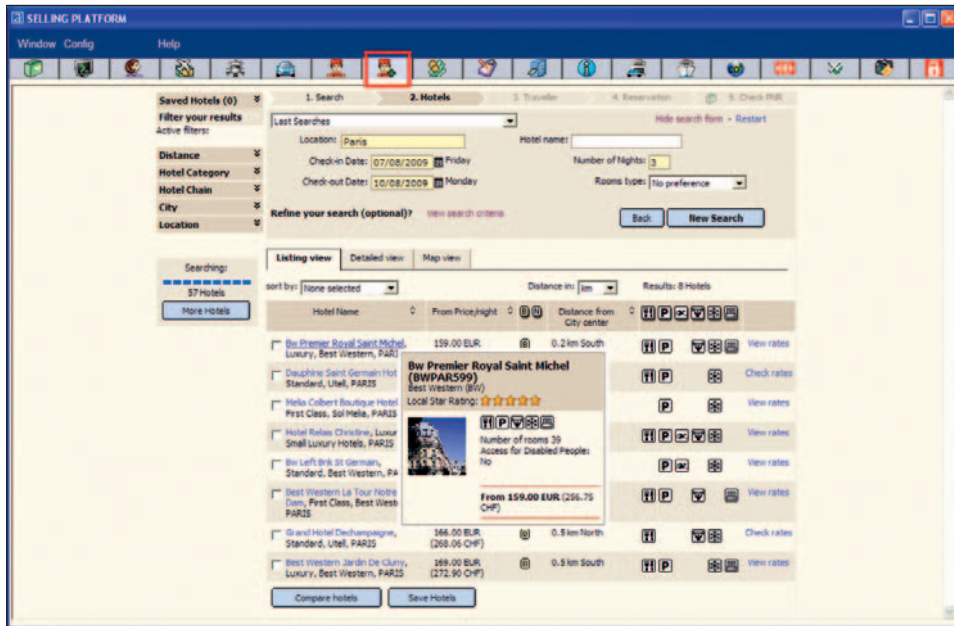 SELLING PLATFORM
Window Config Help
Saved Hotels (0)
Filter your results
Active filters:
Distance
Hotel Category
Hotel Chain
City
Location
Searching:
57 Hotels
More Hotels
1. Search 2. Hotels 3. Traveller 4. Reservation 5. Check PNR
Last Searches Hide search form - Restart
Location: Paris Hotel name:
Check-in Date: 07/08/2009 Friday Number of Nights: 3
Check-out Date: 10/08/2009 Monday Rooms type: No preference
Refine your search (optional)? View search criteria Back New Search
Listing view Detailed view Map view
sort by: None selected Distance in: km Results: 8 Hotels
Hotel Name From Price/night B N Distance from
City center
Bw Premier Royal Saint Michel, 159.00 EUR 0.2 km South View rates
Luxury, Best Western, PARI
Dauphine Saint Germain Hot Check rates
Standard, Utell, PARIS
Melia Colbert Boutique Hotel View rates
First Class, Sol Melia, PARIS
Hotel Relais Christine, Luxur View rates
Small Luxury Hotels, PARIS
Bw Left Bnk St Germain, View rates
Standard, Best Western, PA
Best Western La Tour Notre View rates
Dam, First Class, Best West
PARIS
Bw Premier Royal Saint Michel
(BWPAR599)
Best Western (BW)
Local Star Rating:
Number of rooms 39
Access for Disabled People:
No
From 159.00 EUR (256.75
CHF)
Grand Hotel Dechampaigne, 166.00 EUR 0.5 km North Check rates
Standard, Utell, PARIS (268.06 CHF)
Best Western Jardin De Cluny, 169.00 EUR 0.5 km South View rates
Luxury, Best Western, PARIS (272.90 CHF)
Compare hotels Save Hotels